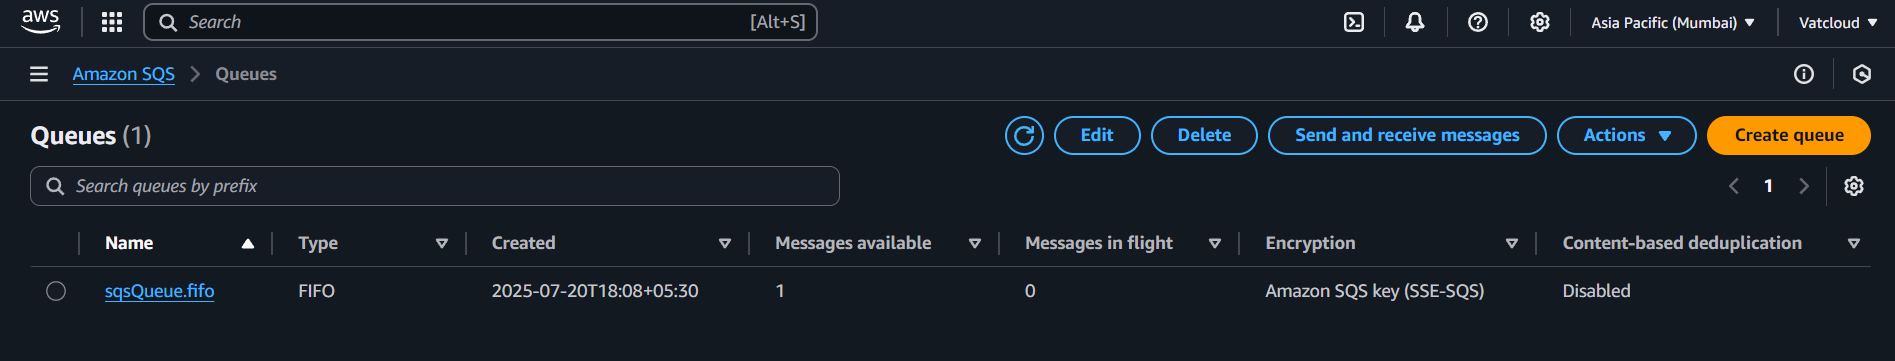 aws Search [Alt+S] Asia Pacific (Mumbai) Vatcloud
Amazon SQS Queues
Queues (1) Edit Delete Send and receive messages Actions Create queue
Search queues by prefix 1
Name Type Created Messages available Messages in flight Encryption Content-based deduplication
sqsQueue.fifo FIFO 2025-07-20T18:08+05:30 1 0 Amazon SQS key (SSE-SQS) Disabled